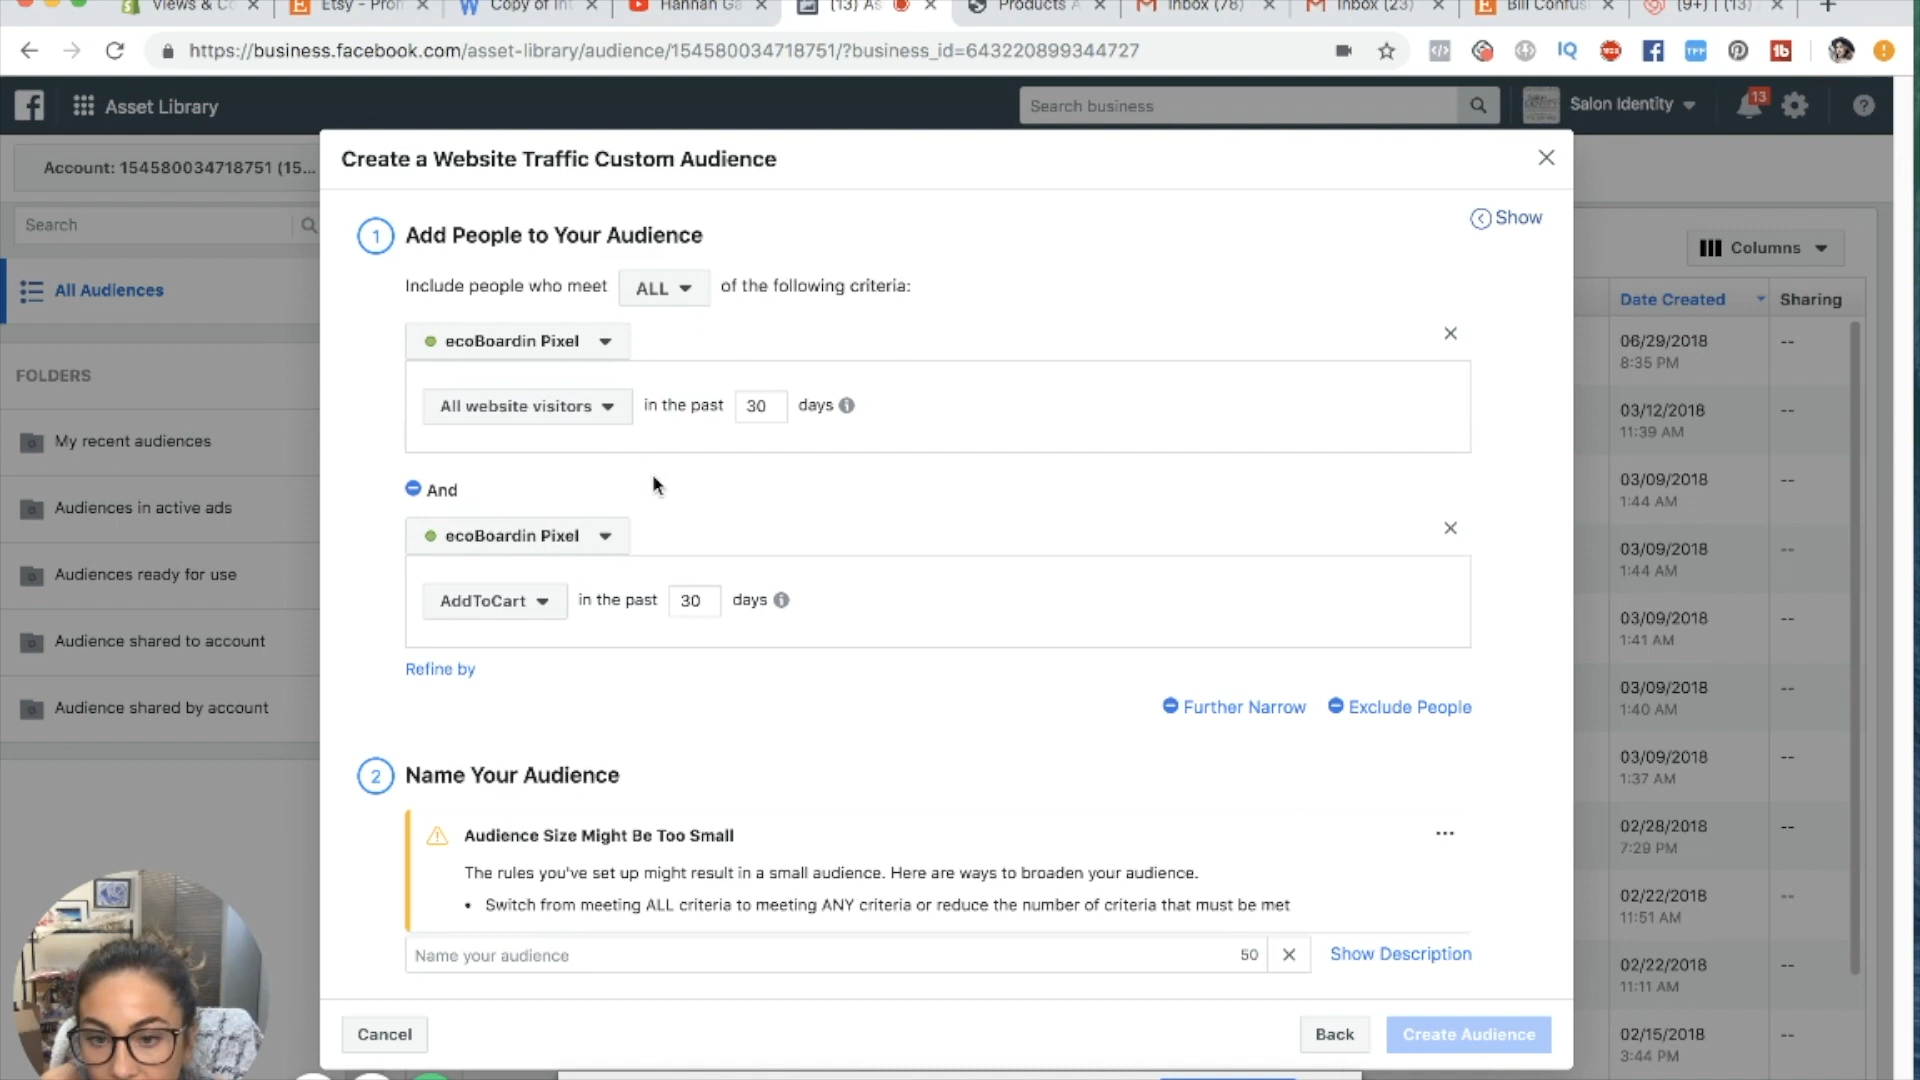 Views & C
Etsy - Pron
Copy of Int
Hannah Ga
(13) As
Products A
Inbox (78)
Inbox (23)
Bill Confus
(9+) | (13)
https://business.facebook.com/asset-library/audience/154580034718751/?business_id=643220899344727
Asset Library
Search business
Salon Identity
13
Account: 154580034718751 (15...
Search
All Audiences
FOLDERS
My recent audiences
Audiences in active ads
Audiences ready for use
Audience shared to account
Audience shared by account
Create a Website Traffic Custom Audience
Show
1 Add People to Your Audience
Include people who meet ALL of the following criteria:
ecoBoardin Pixel
All website visitors in the past 30 days
And
ecoBoardin Pixel
AddToCart in the past 30 days
Refine by
Further Narrow Exclude People
2 Name Your Audience
Audience Size Might Be Too Small
The rules you've set up might result in a small audience. Here are ways to broaden your audience.
• Switch from meeting ALL criteria to meeting ANY criteria or reduce the number of criteria that must be met
Name your audience 50 Show Description
Cancel Back Create Audience
Columns
Date Created Sharing
06/29/2018 --
8:35 PM
03/12/2018 --
11:39 AM
03/09/2018 --
1:44 AM
03/09/2018 --
1:44 AM
03/09/2018 --
1:41 AM
03/09/2018 --
1:40 AM
03/09/2018 --
1:37 AM
02/28/2018 --
7:29 PM
02/22/2018 --
11:51 AM
02/22/2018 --
11:11 AM
02/15/2018 --
3:44 PM